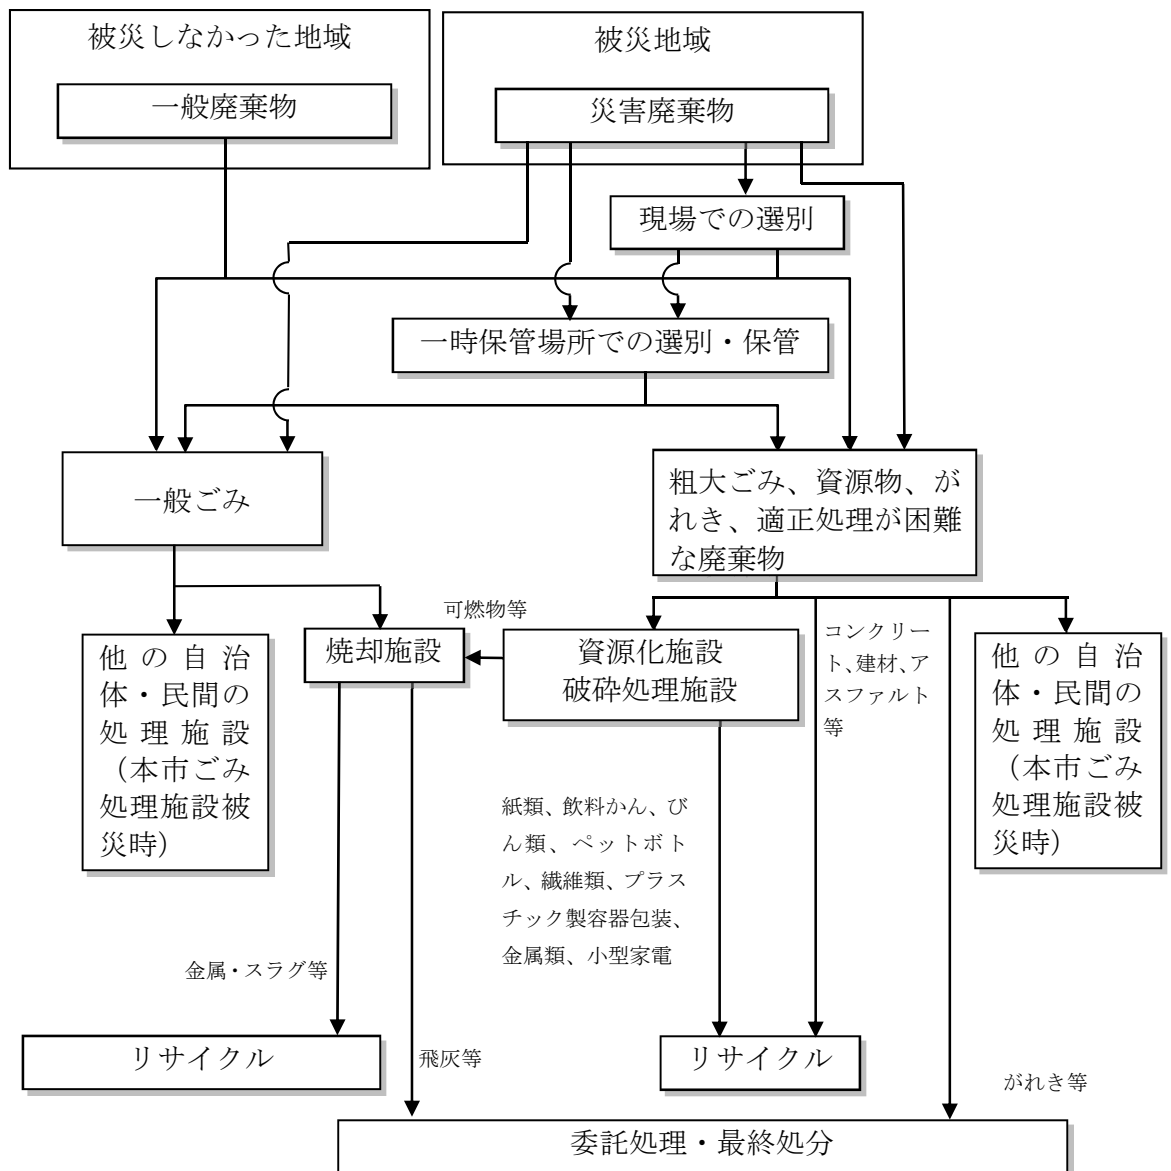 被災しなかった地域
一般廃棄物
被災地域
災害廃棄物
現場での選別
一時保管場所での選別・保管
一般ごみ
粗大ごみ、資源物、が
れき、適正処理が困難
な廃棄物
可燃物等
焼却施設
資源化施設
破砕処理施設
コンクリー
ト、建材、ア
スファルト
等
他の自治
体・民間の
処理施設
（本市ごみ
処理施設被
災時）
他の自治
体・民間の
処理施設
（本市ごみ
処理施設被
災時）
紙類、飲料かん、び
ん類、ペットボト
ル、繊維類、プラス
チック製容器包装、
金属類、小型家電
金属・スラグ等
リサイクル
飛灰等
リサイクル
がれき等
委託処理・最終処分